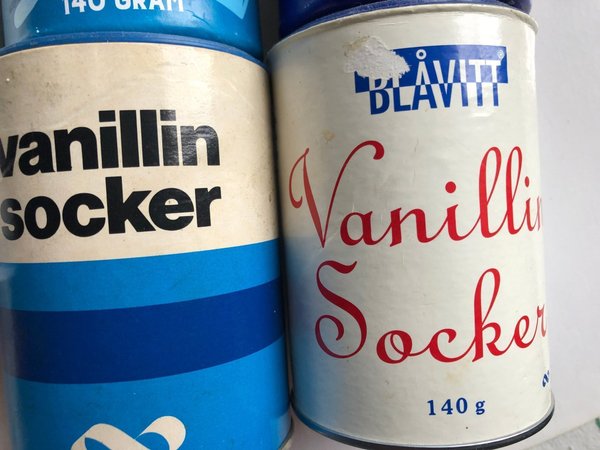 140 GRAM
vanillin
socker
BLÅVITT
Vanillin
Socker
140 g